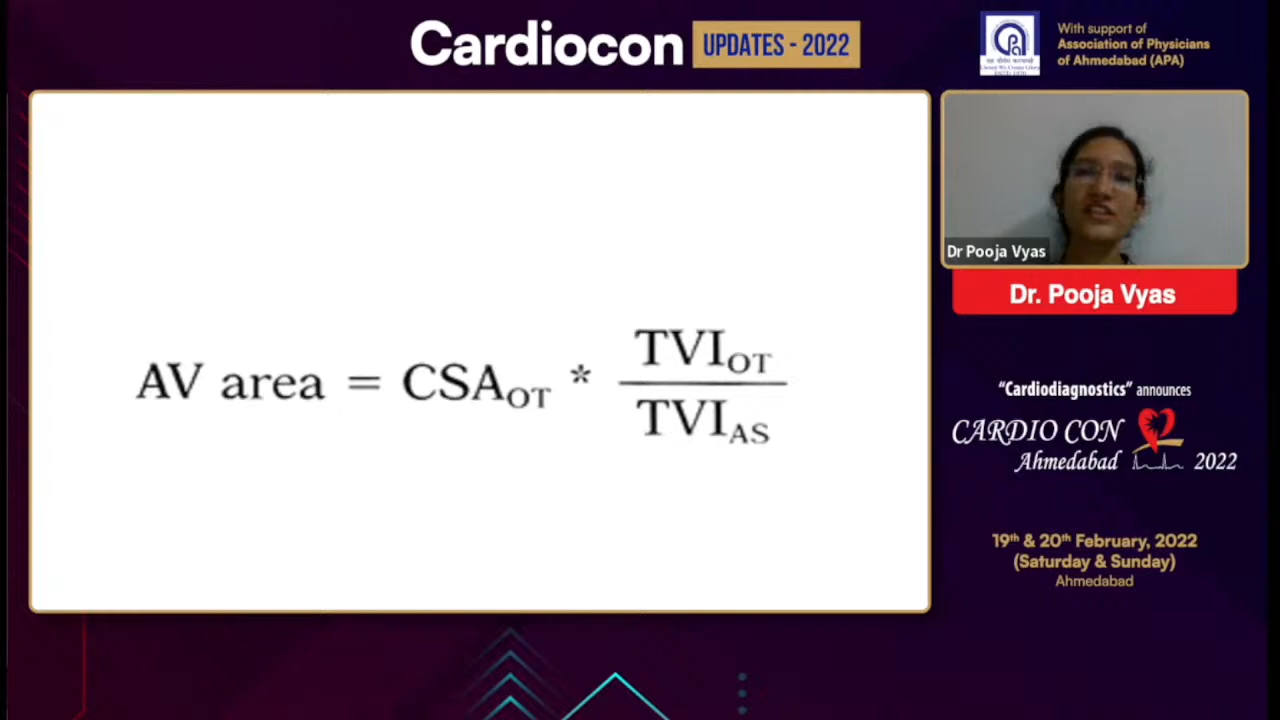 Cardiocon UPDATES - 2022
With support of
Association of Physicians
of Ahmedabad (APA)
AV area = CSA_OT * TVI_OT
TVI_AS
Dr Pooja Vyas
Dr. Pooja Vyas
“Cardiodiagnostics” announces
CARDIO CON
Ahmedabad 2022
19th & 20th February, 2022
(Saturday & Sunday)
Ahmedabad